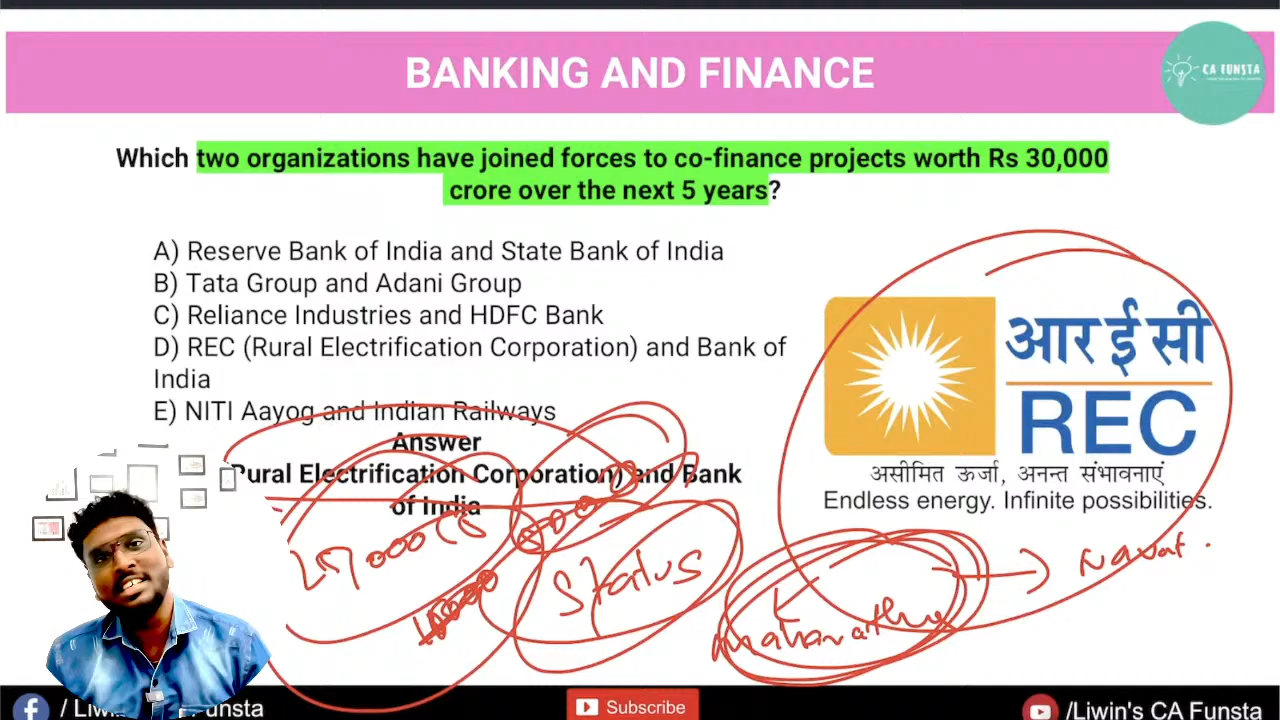 BANKING AND FINANCE
CA FUNSTA
Which two organizations have joined forces to co-finance projects worth Rs 30,000
crore over the next 5 years?
A) Reserve Bank of India and State Bank of India
B) Tata Group and Adani Group
C) Reliance Industries and HDFC Bank
D) REC (Rural Electrification Corporation) and Bank of
India
E) NITI Aayog and Indian Railways
Answer
Rural Electrification Corporation) and Bank
of India
आर ई सी
REC
असीमित ऊर्जा, अनन्त संभावनाएं
Endless energy. Infinite possibilities.
Status
/ Liwin's Funsta
Subscribe
/Liwin's CA Funsta